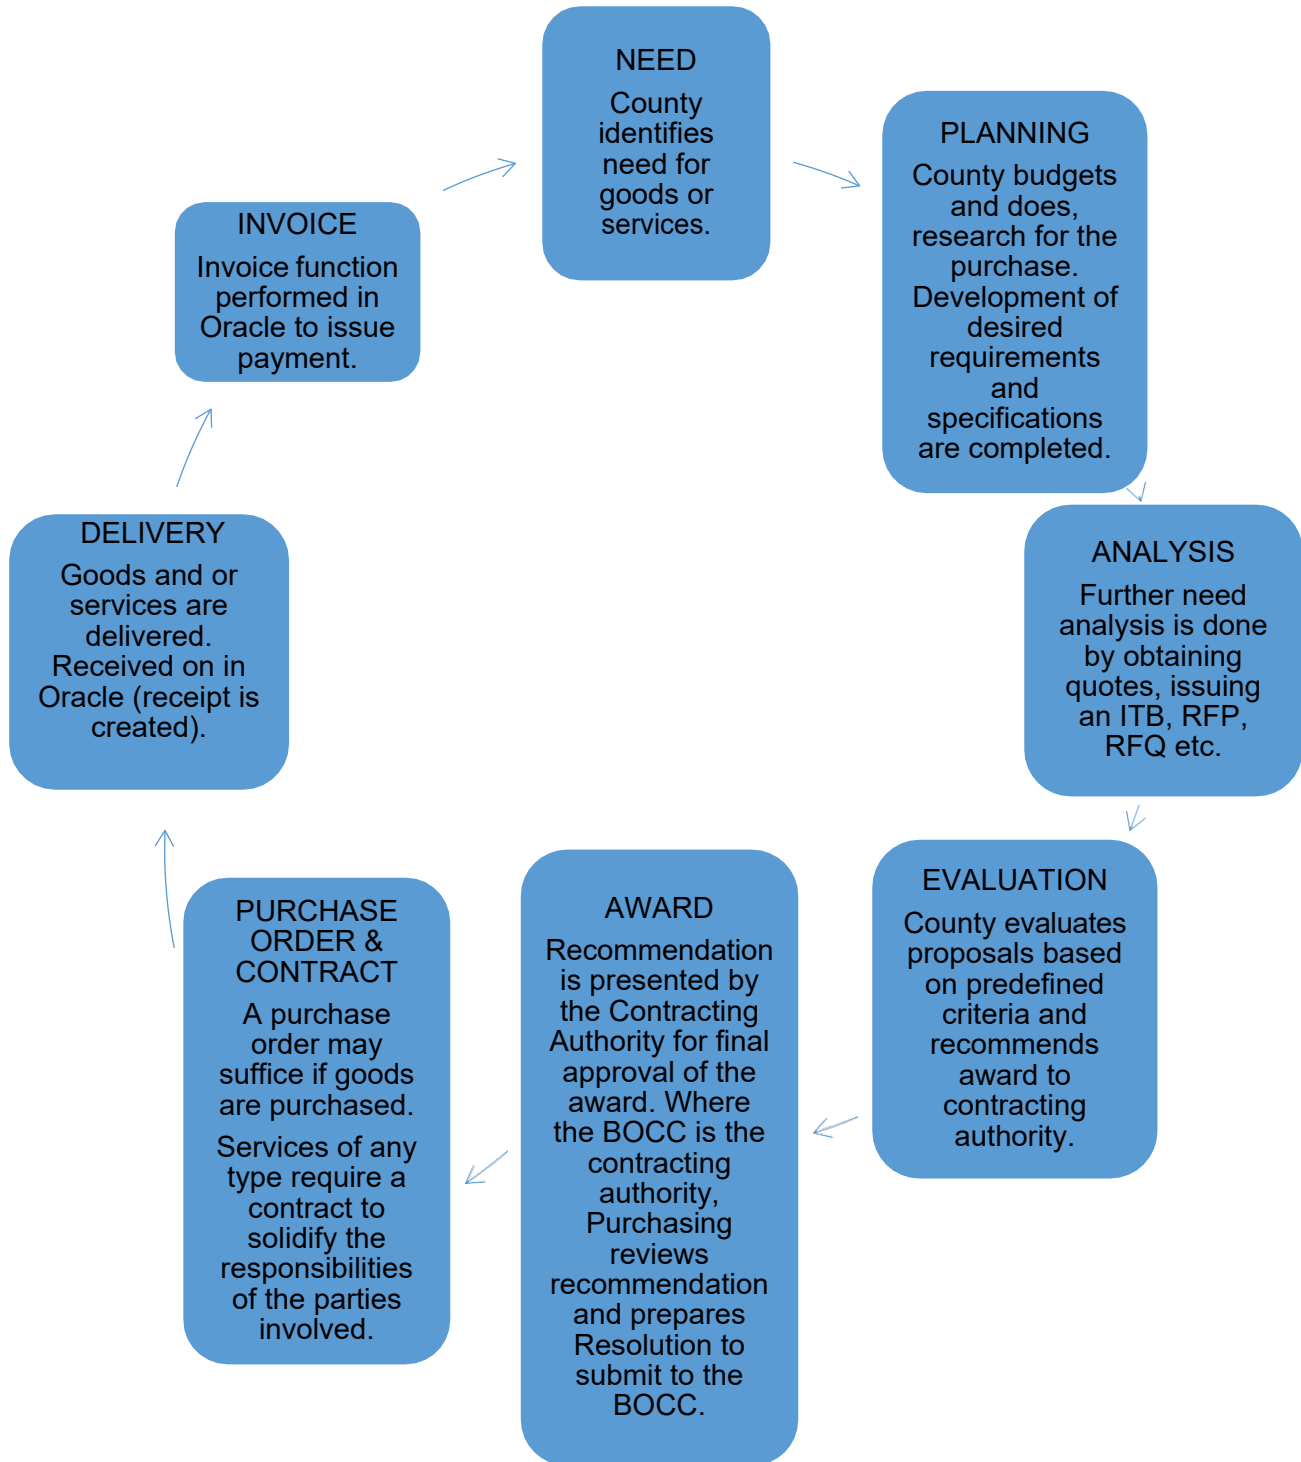 NEED
County
identifies
need for
goods or
services.
PLANNING
County budgets
and does,
research for the
purchase.
Development of
desired
requirements
and
specifications
are completed.
ANALYSIS
Further need
analysis is done
by obtaining
quotes, issuing
an ITB, RFP,
RFQ etc.
EVALUATION
County evaluates
proposals based
on predefined
criteria and
recommends
award to
contracting
authority.
AWARD
Recommendation
is presented by
the Contracting
Authority for final
approval of the
award. Where
the BOCC is the
contracting
authority,
Purchasing
reviews
recommendation
and prepares
Resolution to
submit to the
BOCC.
PURCHASE
ORDER &
CONTRACT
A purchase
order may
suffice if goods
are purchased.
Services of any
type require a
contract to
solidify the
responsibilities
of the parties
involved.
DELIVERY
Goods and or
services are
delivered.
Received on in
Oracle (receipt is
created).
INVOICE
Invoice function
performed in
Oracle to issue
payment.